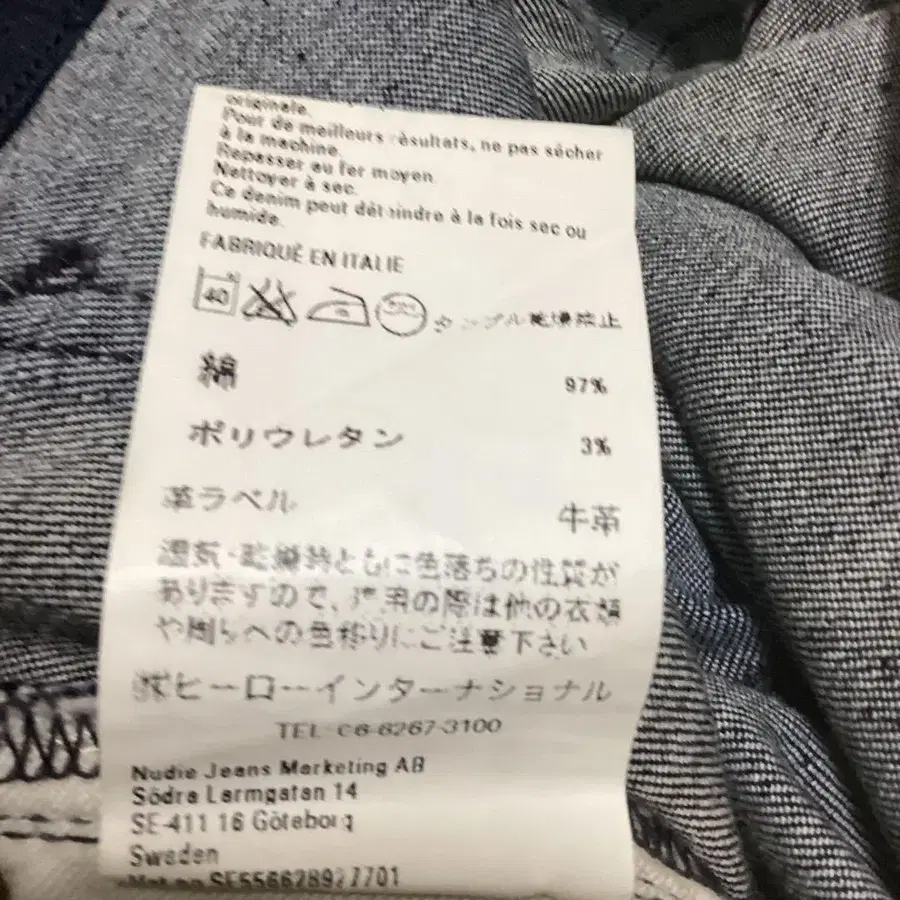 originale.
Pour de meilleurs résultats, ne pas sécher
à la machine.
Repasser au fer moyen.
Nettoyer à sec.
Ce denim peut déteindre à la fois sec ou
humide.
FABRIQUÉ EN ITALIE
40 タンブル乾燥禁止
綿 97%
ポリウレタン 3%
革ラベル 牛革
湿気・乾燥時ともに色落ちの性質が
ありますので、着用の際は他の衣類
や周りへの色移りにご注意下さい
㈱ヒーローインターナショナル
TEL 06-6267-3100
Nudie Jeans Marketing AB
Södra Larmgatan 14
SE-411 16 Göteborg
Sweden
SE556628927701